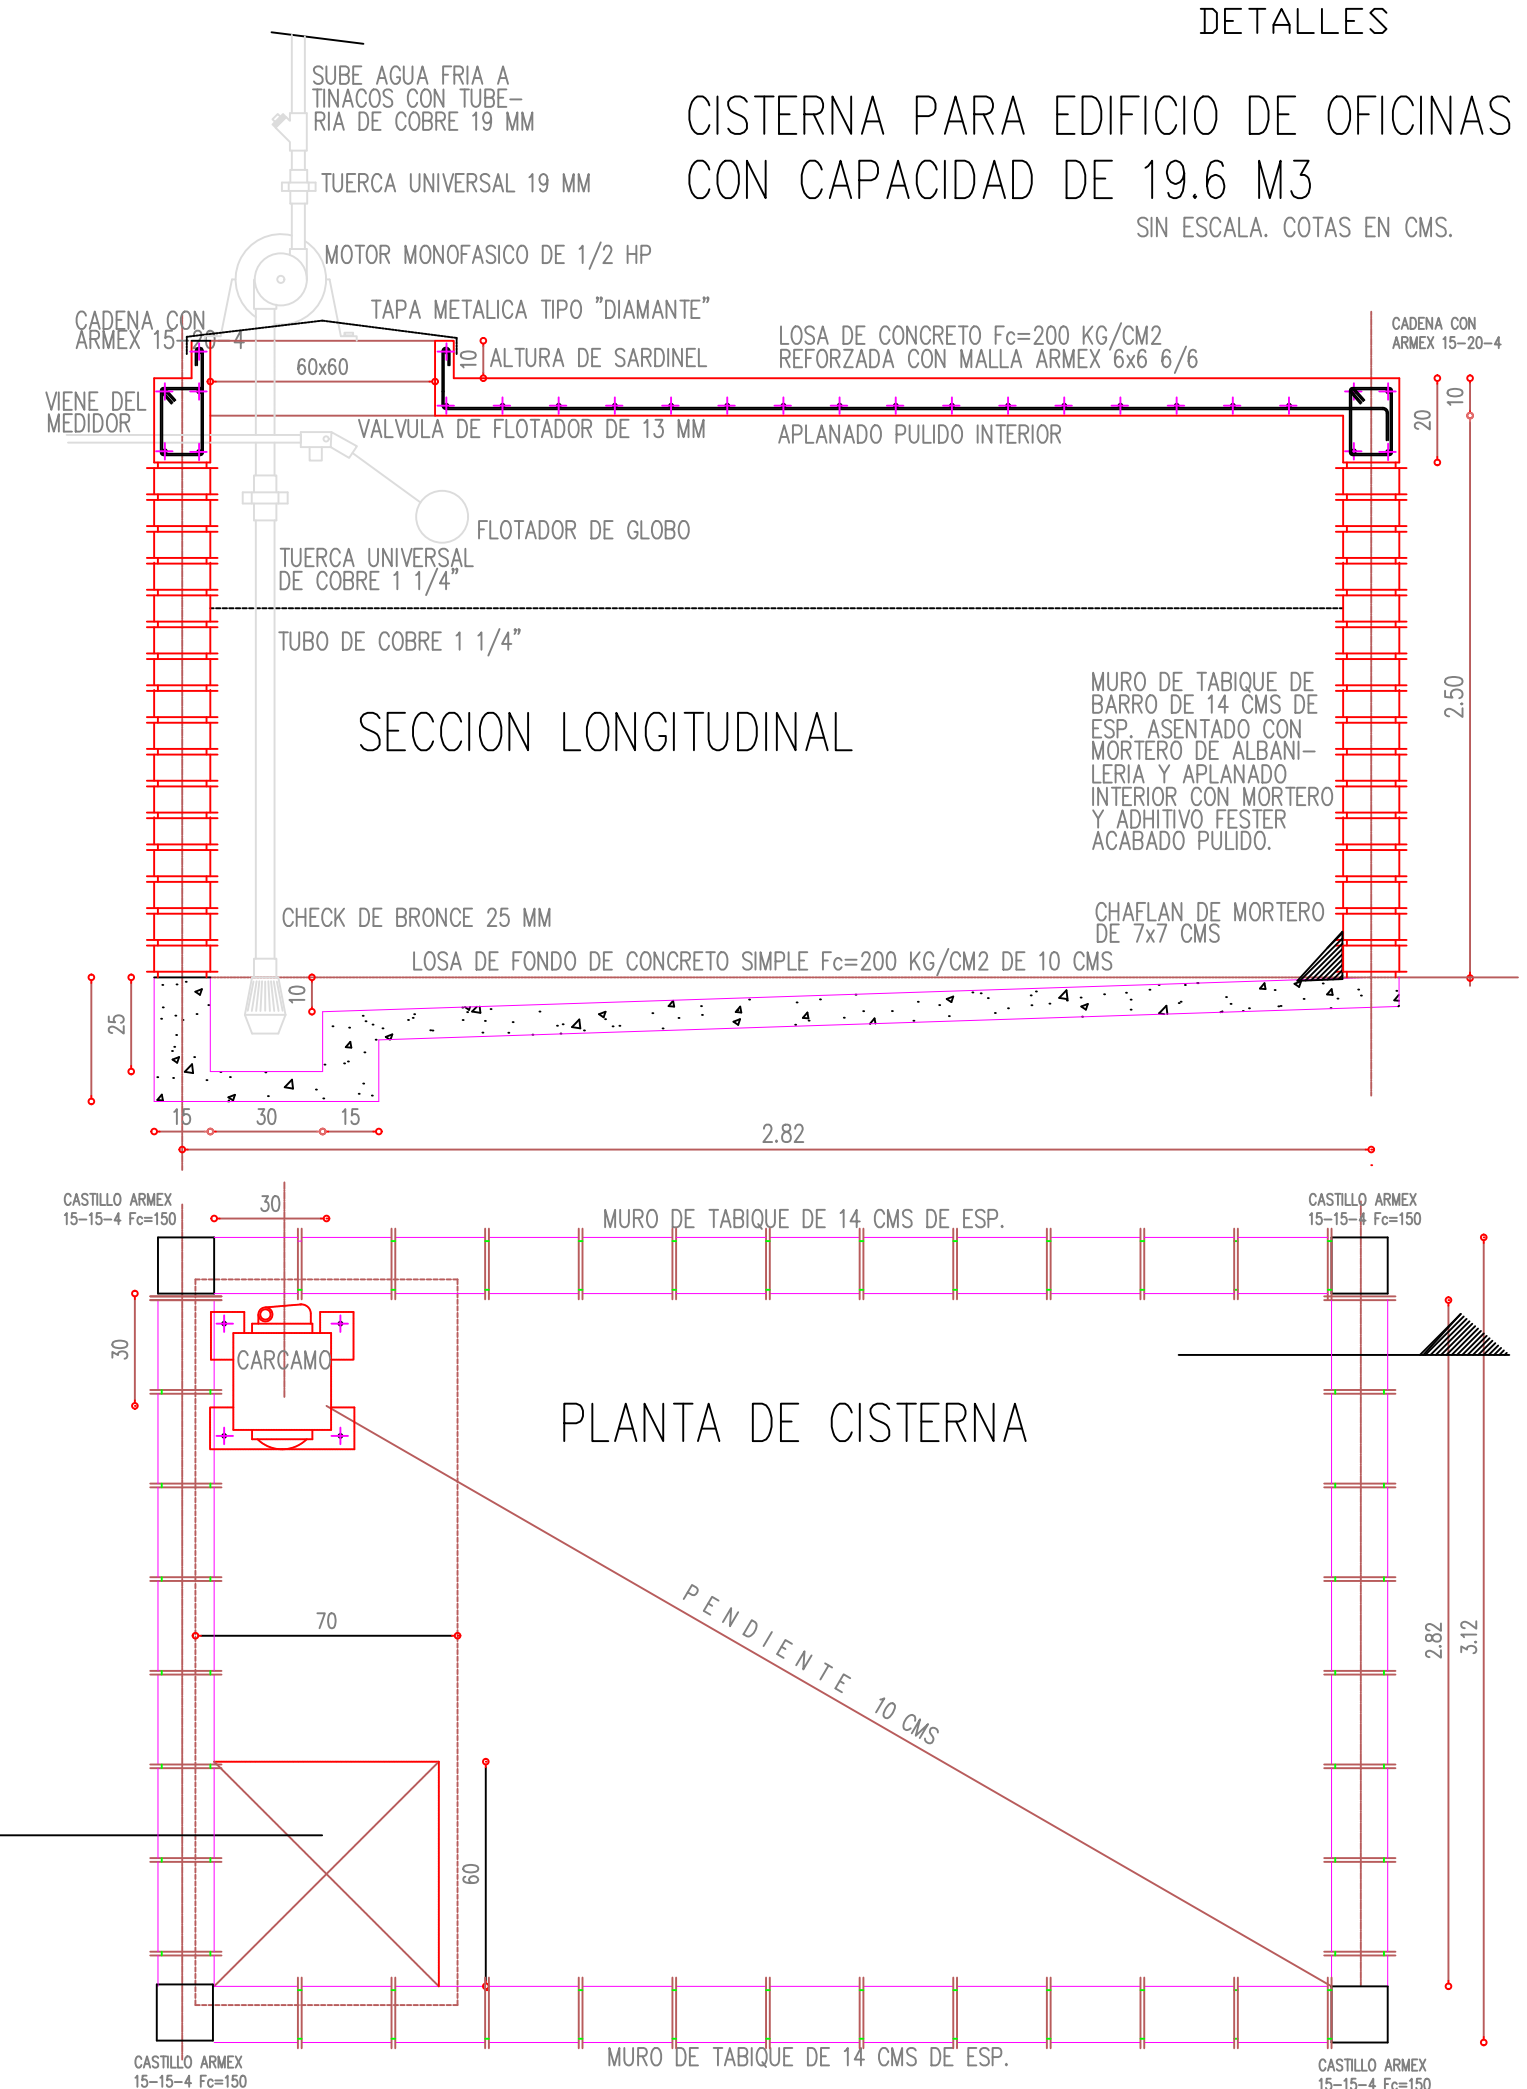 DETALLES
CISTERNA PARA EDIFICIO DE OFICINAS
CON CAPACIDAD DE 19.6 M3
SIN ESCALA. COTAS EN CMS.
SUBE AGUA FRIA A
TINACOS CON TUBE-
RIA DE COBRE 19 MM
TUERCA UNIVERSAL 19 MM
MOTOR MONOFASICO DE 1/2 HP
TAPA METALICA TIPO "DIAMANTE"
CADENA CON
ARMEX 15-20-4
60x60
10
ALTURA DE SARDINEL
LOSA DE CONCRETO Fc=200 KG/CM2
REFORZADA CON MALLA ARMEX 6x6 6/6
CADENA CON
ARMEX 15-20-4
VIENE DEL
MEDIDOR
VALVULA DE FLOTADOR DE 13 MM
APLANADO PULIDO INTERIOR
20
10
FLOTADOR DE GLOBO
TUERCA UNIVERSAL
DE COBRE 1 1/4"
TUBO DE COBRE 1 1/4"
SECCION LONGITUDINAL
MURO DE TABIQUE DE
BARRO DE 14 CMS DE
ESP. ASENTADO CON
MORTERO DE ALBANI-
LERIA Y APLANADO
INTERIOR CON MORTERO
Y ADHITIVO FESTER
ACABADO PULIDO.
2.50
CHECK DE BRONCE 25 MM
CHAFLAN DE MORTERO
DE 7x7 CMS
LOSA DE FONDO DE CONCRETO SIMPLE Fc=200 KG/CM2 DE 10 CMS
10
25
15
30
15
2.82
CASTILLO ARMEX
15-15-4 Fc=150
30
MURO DE TABIQUE DE 14 CMS DE ESP.
CASTILLO ARMEX
15-15-4 Fc=150
30
CARCAMO
PLANTA DE CISTERNA
70
PENDIENTE 10 CMS
2.82
3.12
60
MURO DE TABIQUE DE 14 CMS DE ESP.
CASTILLO ARMEX
15-15-4 Fc=150
CASTILLO ARMEX
15-15-4 Fc=150